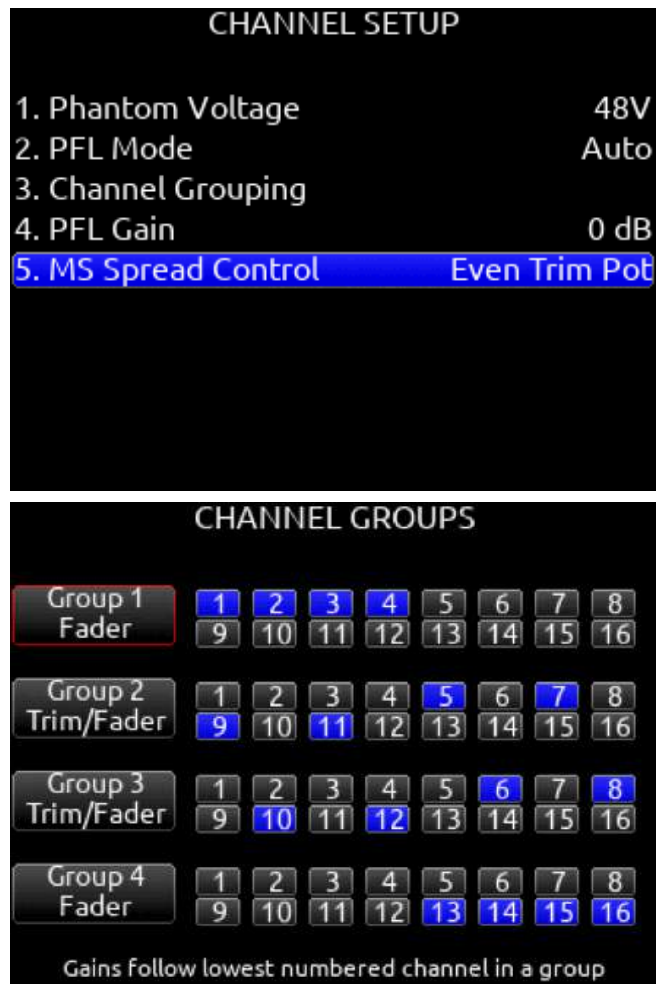 CHANNEL SETUP
1. Phantom Voltage 48V
2. PFL Mode Auto
3. Channel Grouping
4. PFL Gain 0 dB
5. MS Spread Control Even Trim Pot
CHANNEL GROUPS
Group 1 Fader
1 2 3 4 5 6 7 8
9 10 11 12 13 14 15 16
Group 2 Trim/Fader
1 2 3 4 5 6 7 8
9 10 11 12 13 14 15 16
Group 3 Trim/Fader
1 2 3 4 5 6 7 8
9 10 11 12 13 14 15 16
Group 4 Fader
1 2 3 4 5 6 7 8
9 10 11 12 13 14 15 16
Gains follow lowest numbered channel in a group